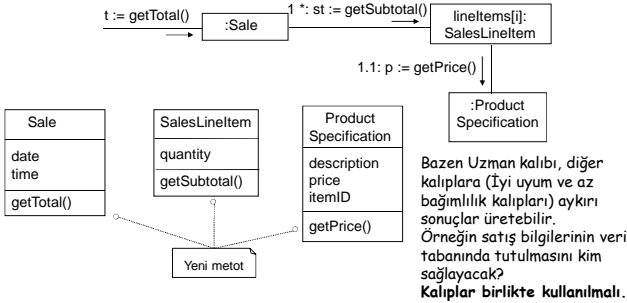 t := getTotal()
:Sale
1 *: st := getSubtotal()
lineItems[i]:
SalesLineItem
1.1: p := getPrice()
:Product
Specification
Sale
date
time
getTotal()
SalesLineItem
quantity
getSubtotal()
Product
Specification
description
price
itemID
getPrice()
Yeni metot
Bazen Uzman kalıbı, diğer
kalıplara (İyi uyum ve az
bağımlılık kalıpları) aykırı
sonuçlar üretebilir.
Örneğin satış bilgilerinin veri
tabanında tutulmasını kim
sağlayacak?
Kalıplar birlikte kullanılmalı.